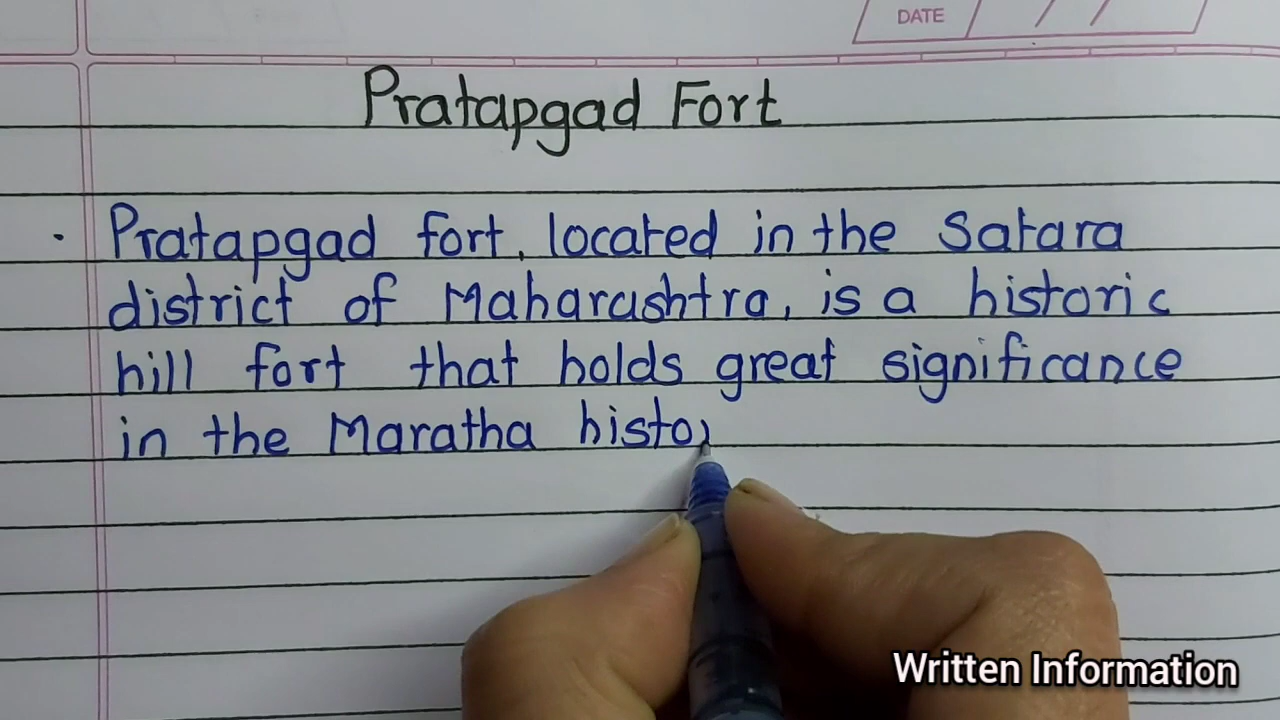 DATE / /
Pratapgad Fort
• Pratapgad fort, located in the Satara
district of Maharashtra, is a historic
hill fort that holds great significance
in the Maratha histo
Written Information